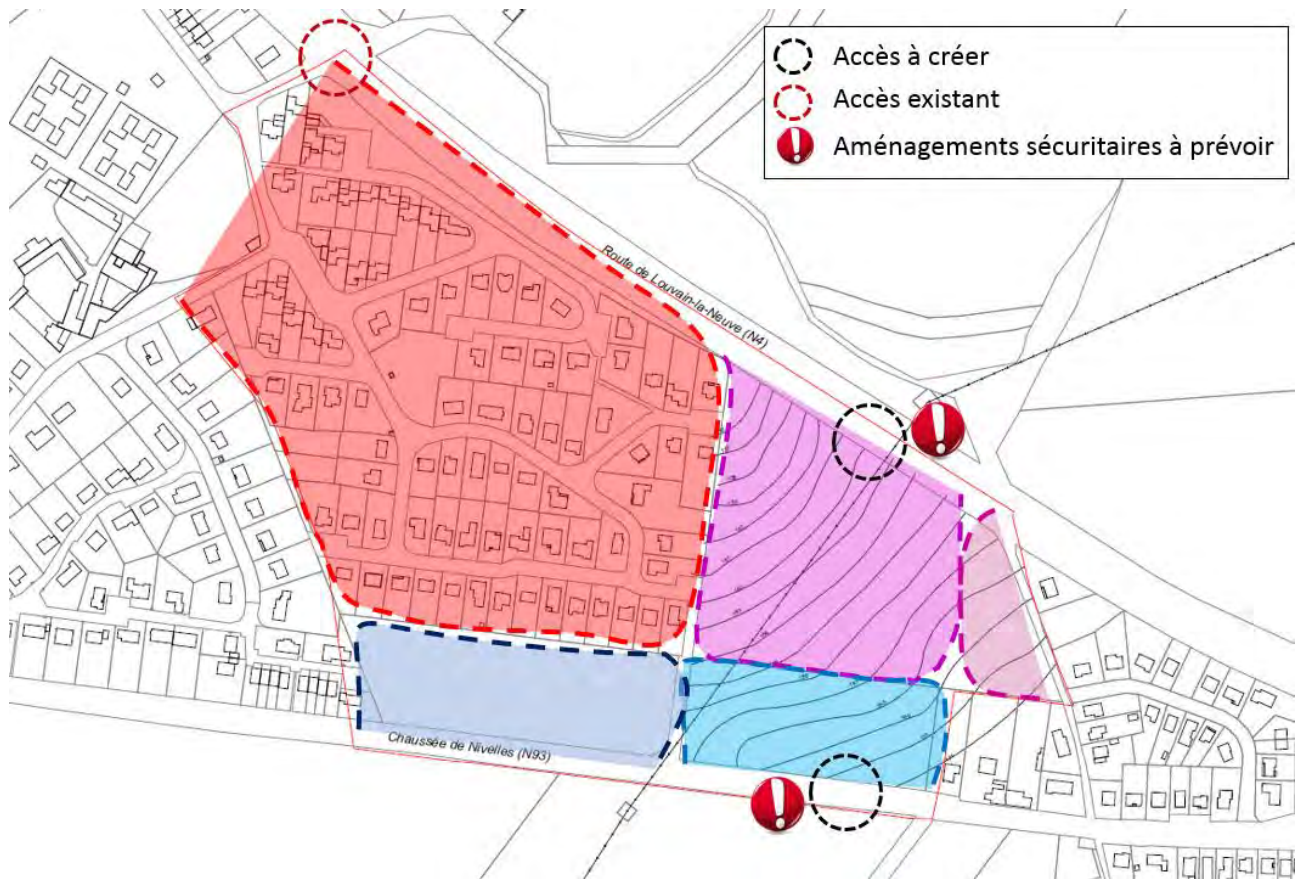 Accès à créer
Accès existant
Aménagements sécuritaires à prévoir
Route de Louvain-la-Neuve (N4)
Chaussée de Nivelles (N93)